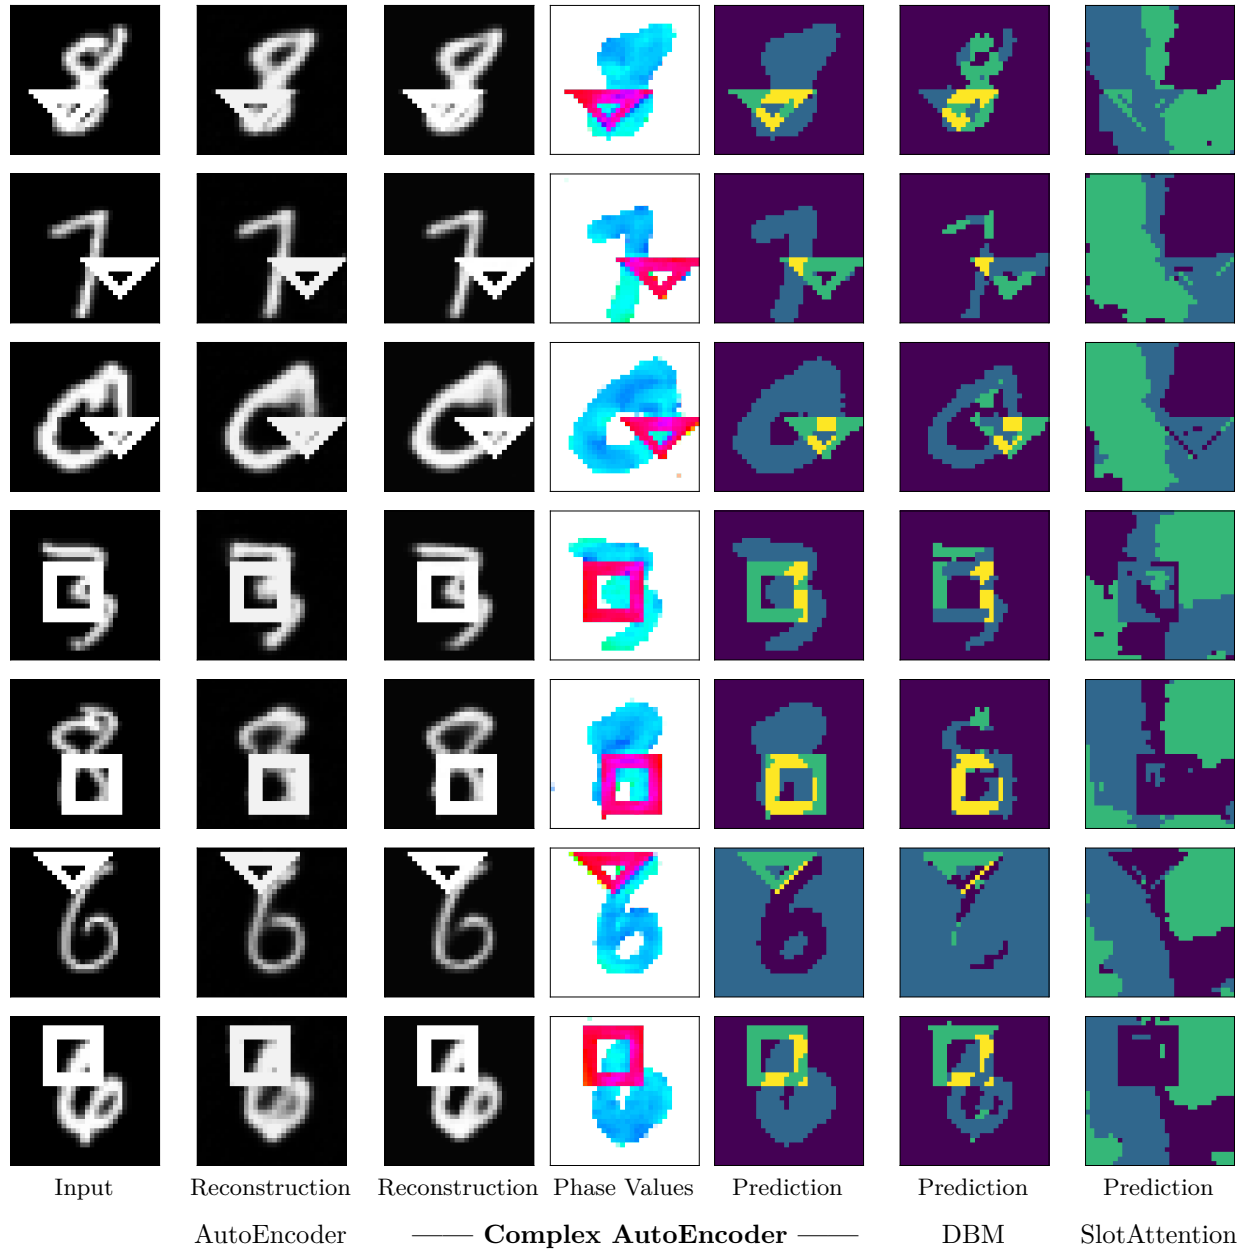 Input Reconstruction Reconstruction Phase Values Prediction Prediction Prediction
AutoEncoder Complex AutoEncoder DBM SlotAttention